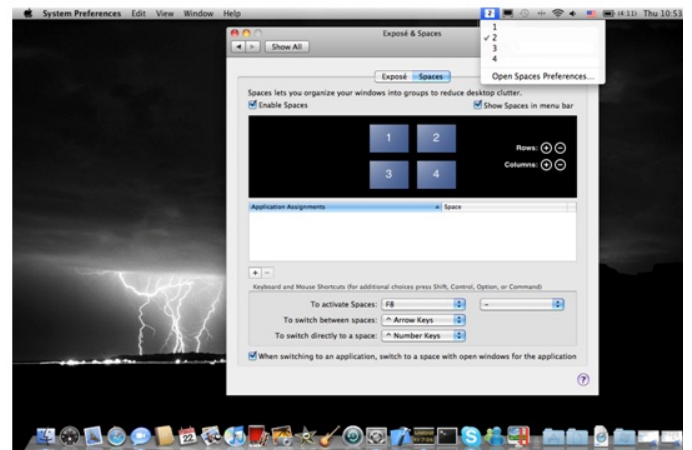 System Preferences Edit View Window Help
2
(4:11) Thu 10:53
1
✓ 2
3
4
Open Spaces Preferences...
Exposé & Spaces
Show All
Exposé Spaces
Spaces lets you organize your windows into groups to reduce desktop clutter.
Enable Spaces Show Spaces in menu bar
1 2
Rows:
Columns:
3 4
Application Assignments Space
+ −
Keyboard and Mouse Shortcuts (for additional choices press Shift, Control, Option, or Command)
To activate Spaces: F8 -
To switch between spaces: ^ Arrow Keys
To switch directly to a space: ^ Number Keys
When switching to an application, switch to a space with open windows for the application
?
22